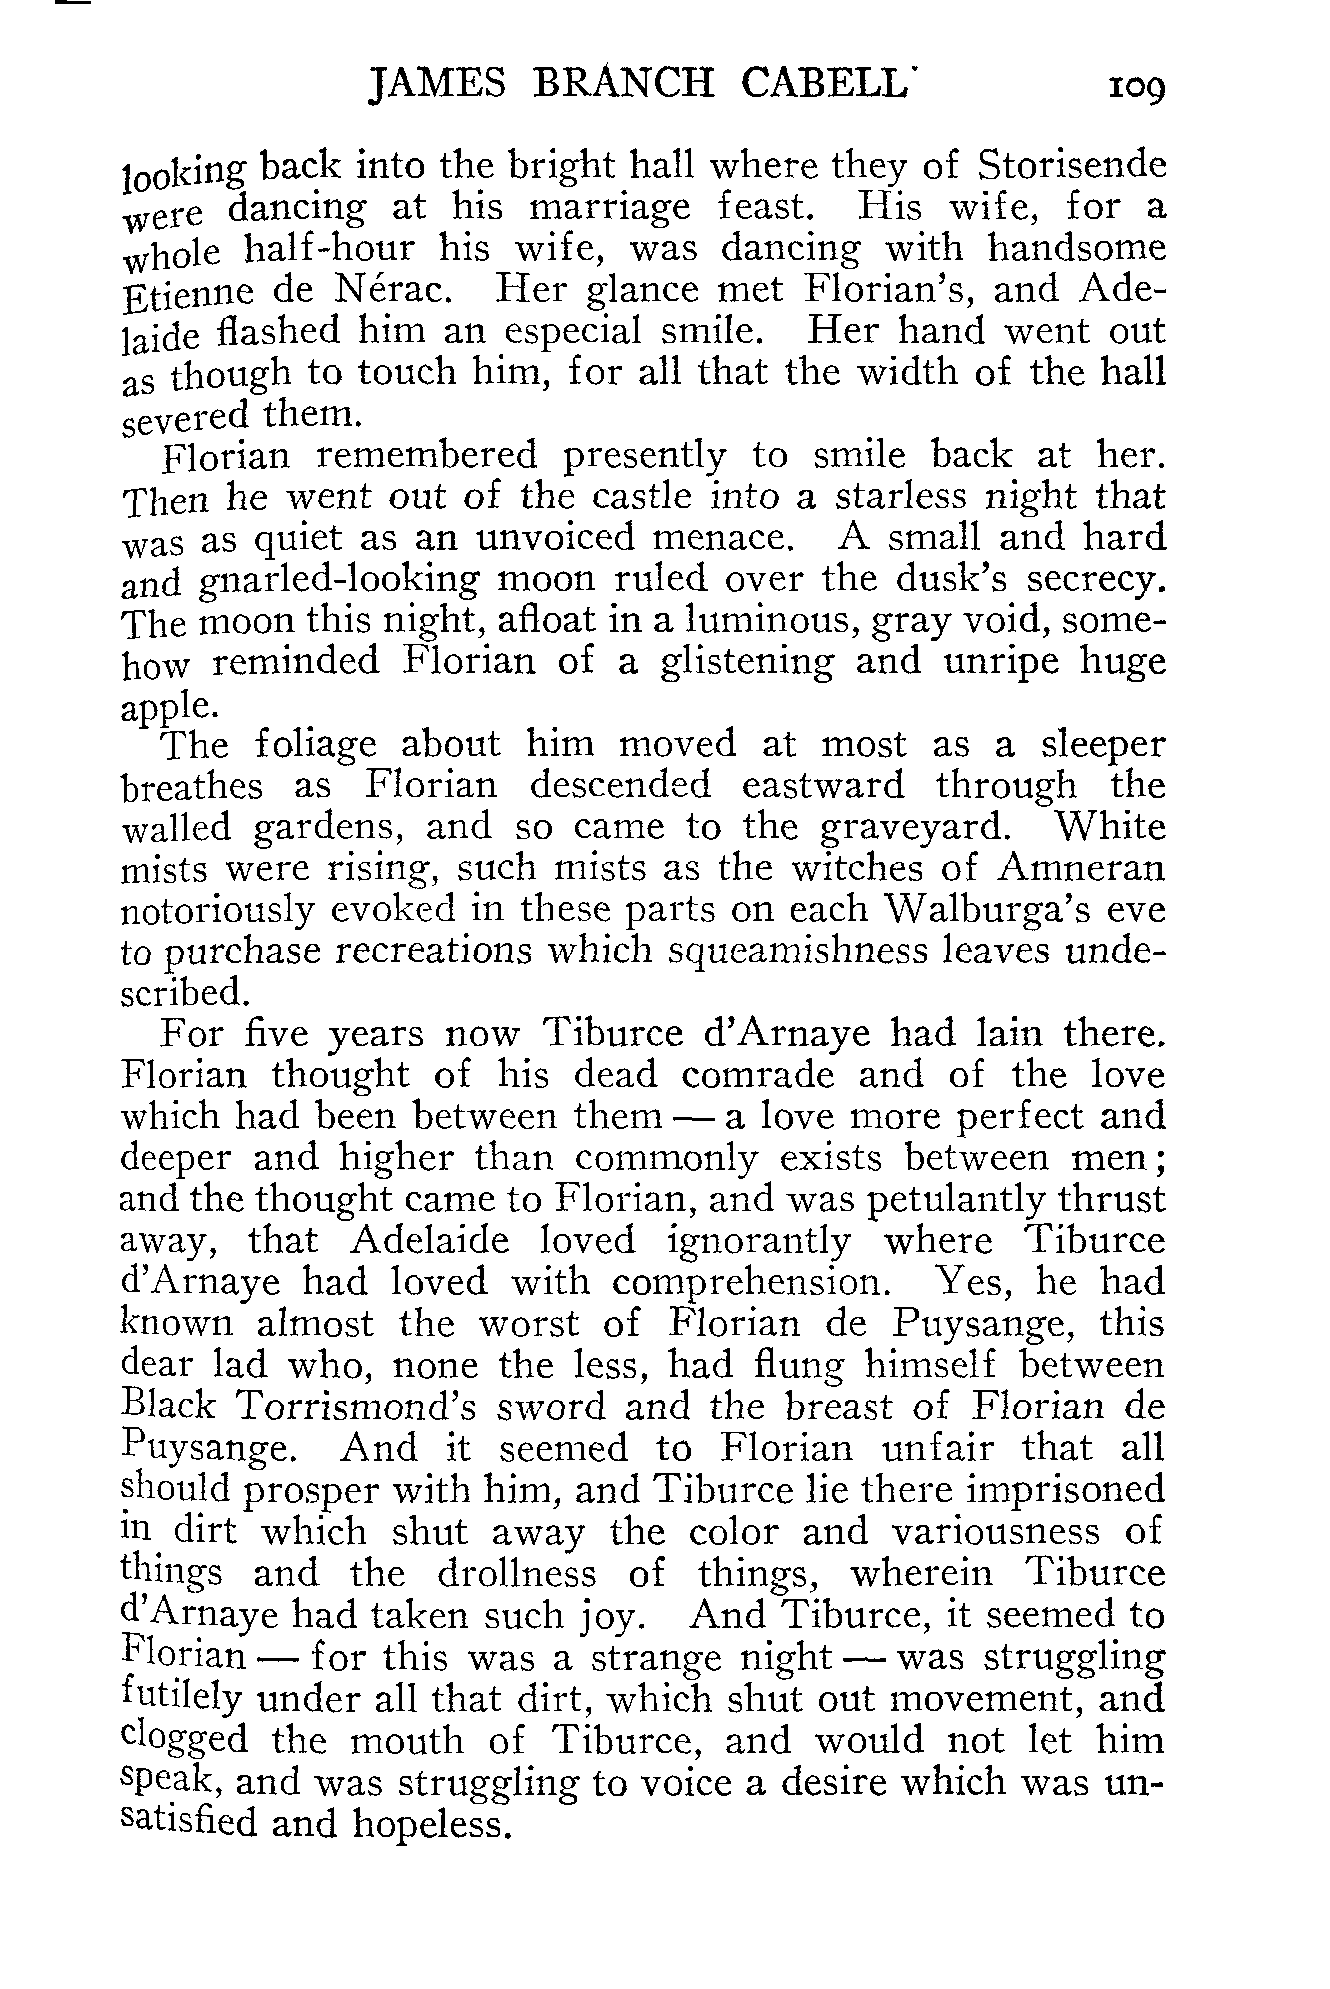 JAMES BRANCH CABELL 109
looking back into the bright hall where they of Storisende
were dancing at his marriage feast. His wife, for a
whole half-hour his wife, was dancing with handsome
Etienne de Nérac. Her glance met Florian's, and Ade-
laide flashed him an especial smile. Her hand went out
as though to touch him, for all that the width of the hall
severed them.
Florian remembered presently to smile back at her.
Then he went out of the castle into a starless night that
was as quiet as an unvoiced menace. A small and hard
and gnarled-looking moon ruled over the dusk's secrecy.
The moon this night, afloat in a luminous, gray void, some-
how reminded Florian of a glistening and unripe huge
apple.
The foliage about him moved at most as a sleeper
breathes as Florian descended eastward through the
walled gardens, and so came to the graveyard. White
mists were rising, such mists as the witches of Amneran
notoriously evoked in these parts on each Walburga's eve
to purchase recreations which squeamishness leaves unde-
scribed.
For five years now Tiburce d'Arnaye had lain there.
Florian thought of his dead comrade and of the love
which had been between them — a love more perfect and
deeper and higher than commonly exists between men;
and the thought came to Florian, and was petulantly thrust
away, that Adelaide loved ignorantly where Tiburce
d'Arnaye had loved with comprehension. Yes, he had
known almost the worst of Florian de Puysange, this
dear lad who, none the less, had flung himself between
Black Torrismond's sword and the breast of Florian de
Puysange. And it seemed to Florian unfair that all
should prosper with him, and Tiburce lie there imprisoned
in dirt which shut away the color and variousness of
things and the drollness of things, wherein Tiburce
d'Arnaye had taken such joy. And Tiburce, it seemed to
Florian — for this was a strange night — was struggling
futilely under all that dirt, which shut out movement, and
clogged the mouth of Tiburce, and would not let him
speak, and was struggling to voice a desire which was un-
satisfied and hopeless.